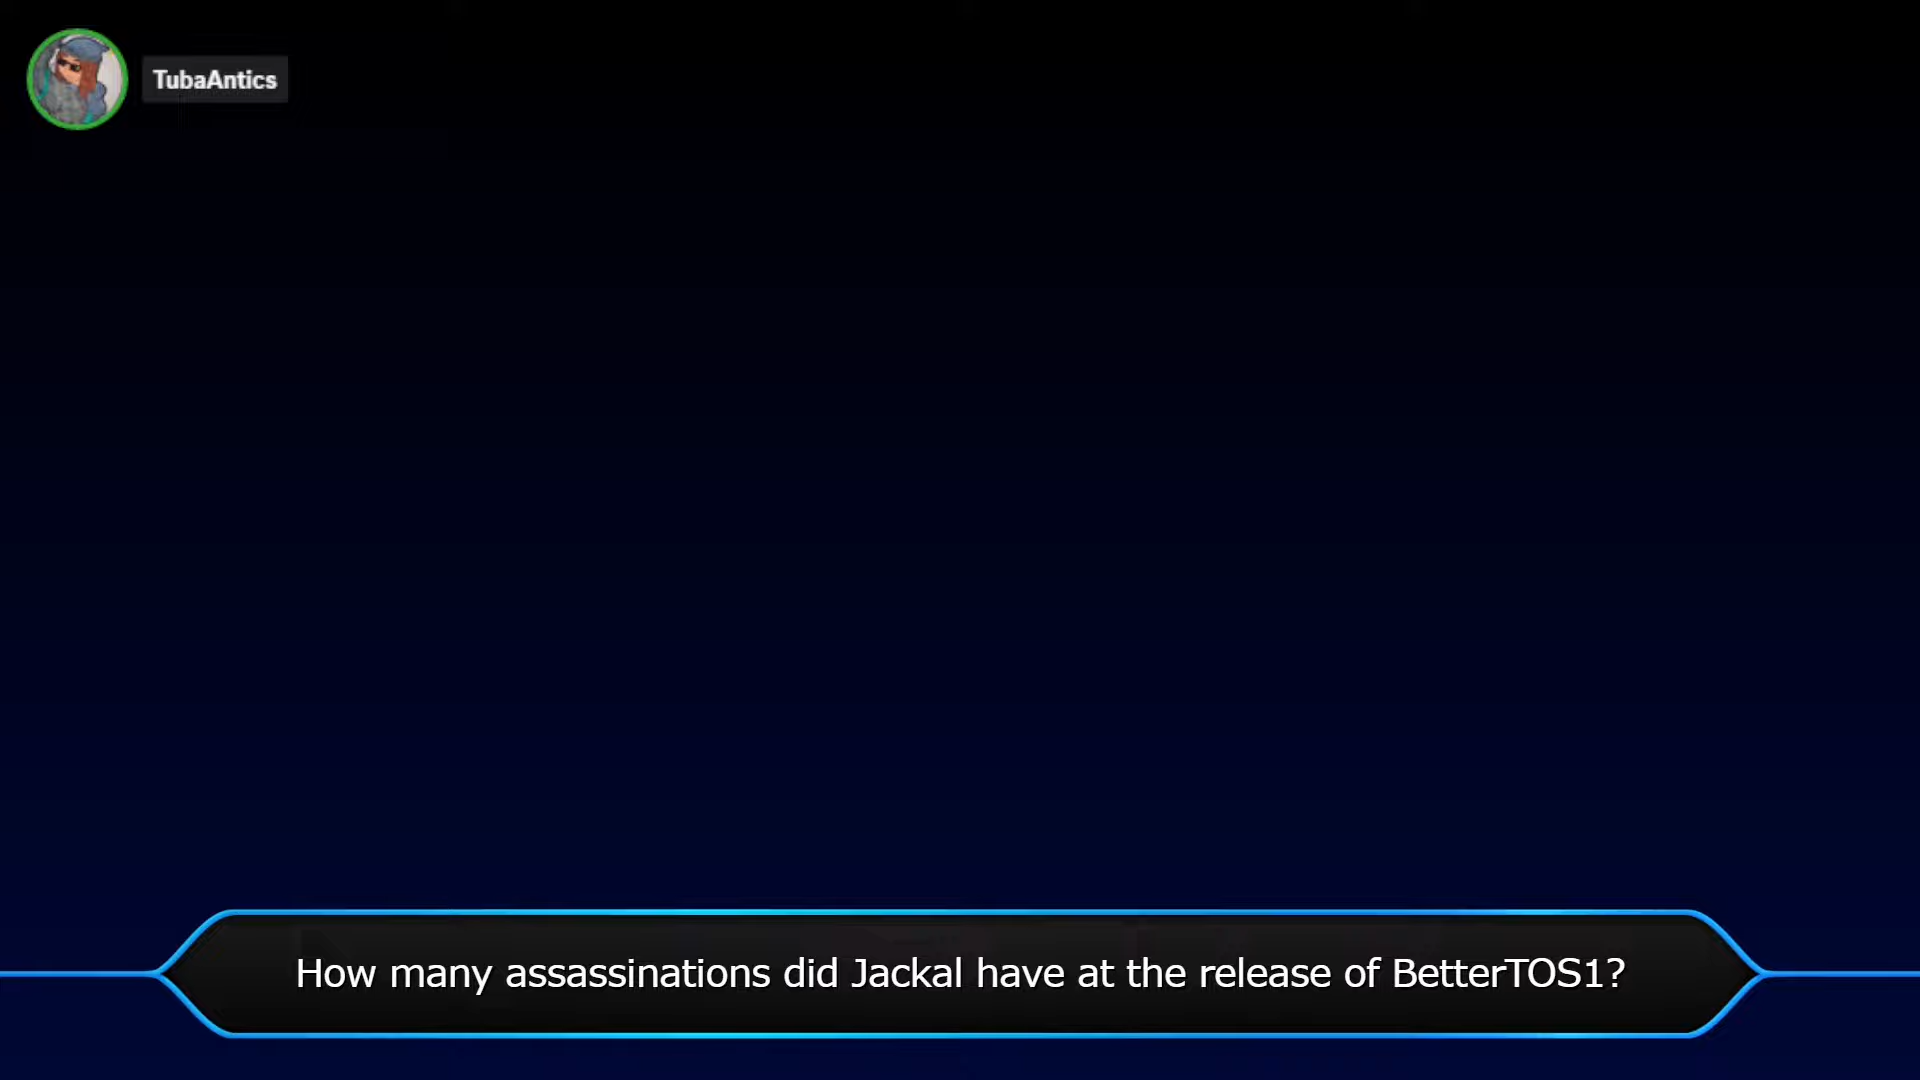 TubaAntics
How many assassinations did Jackal have at the release of BetterTOS1?